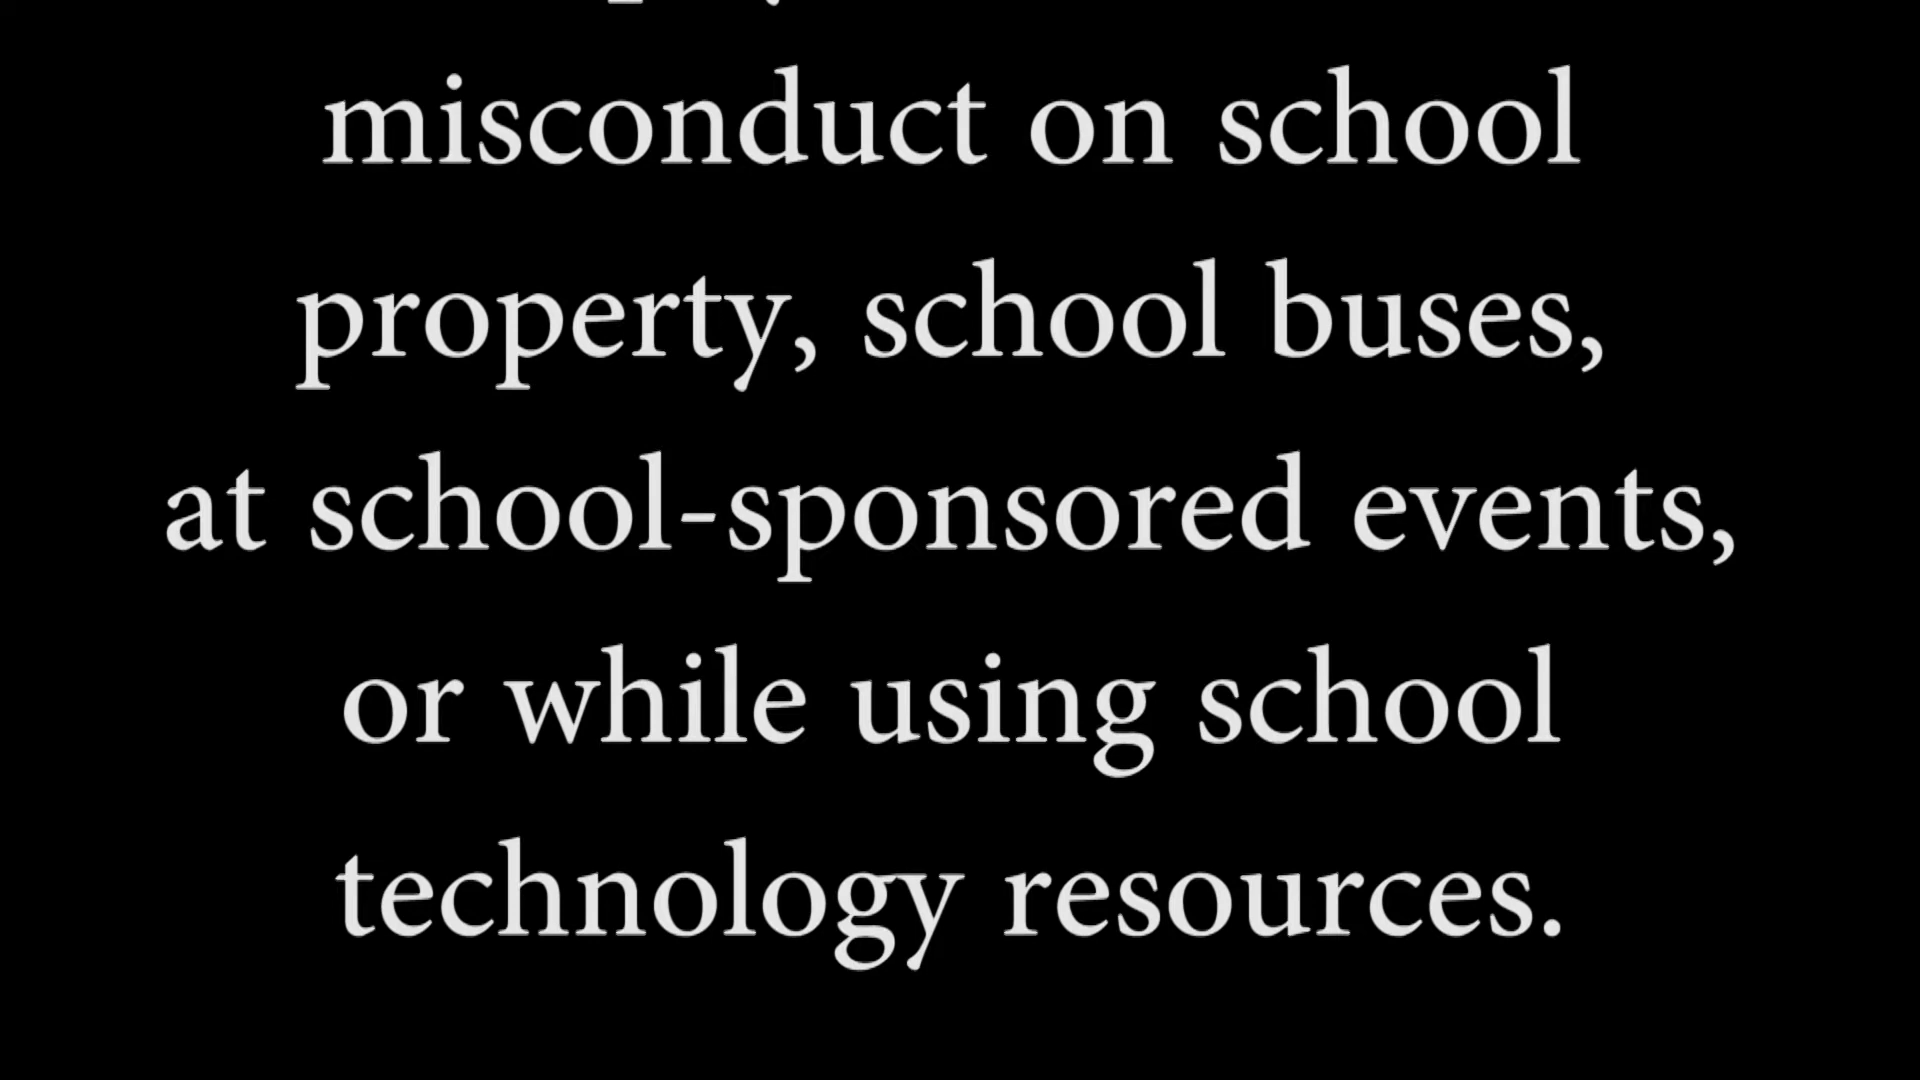 misconduct on school
property, school buses,
at school-sponsored events,
or while using school
technology resources.